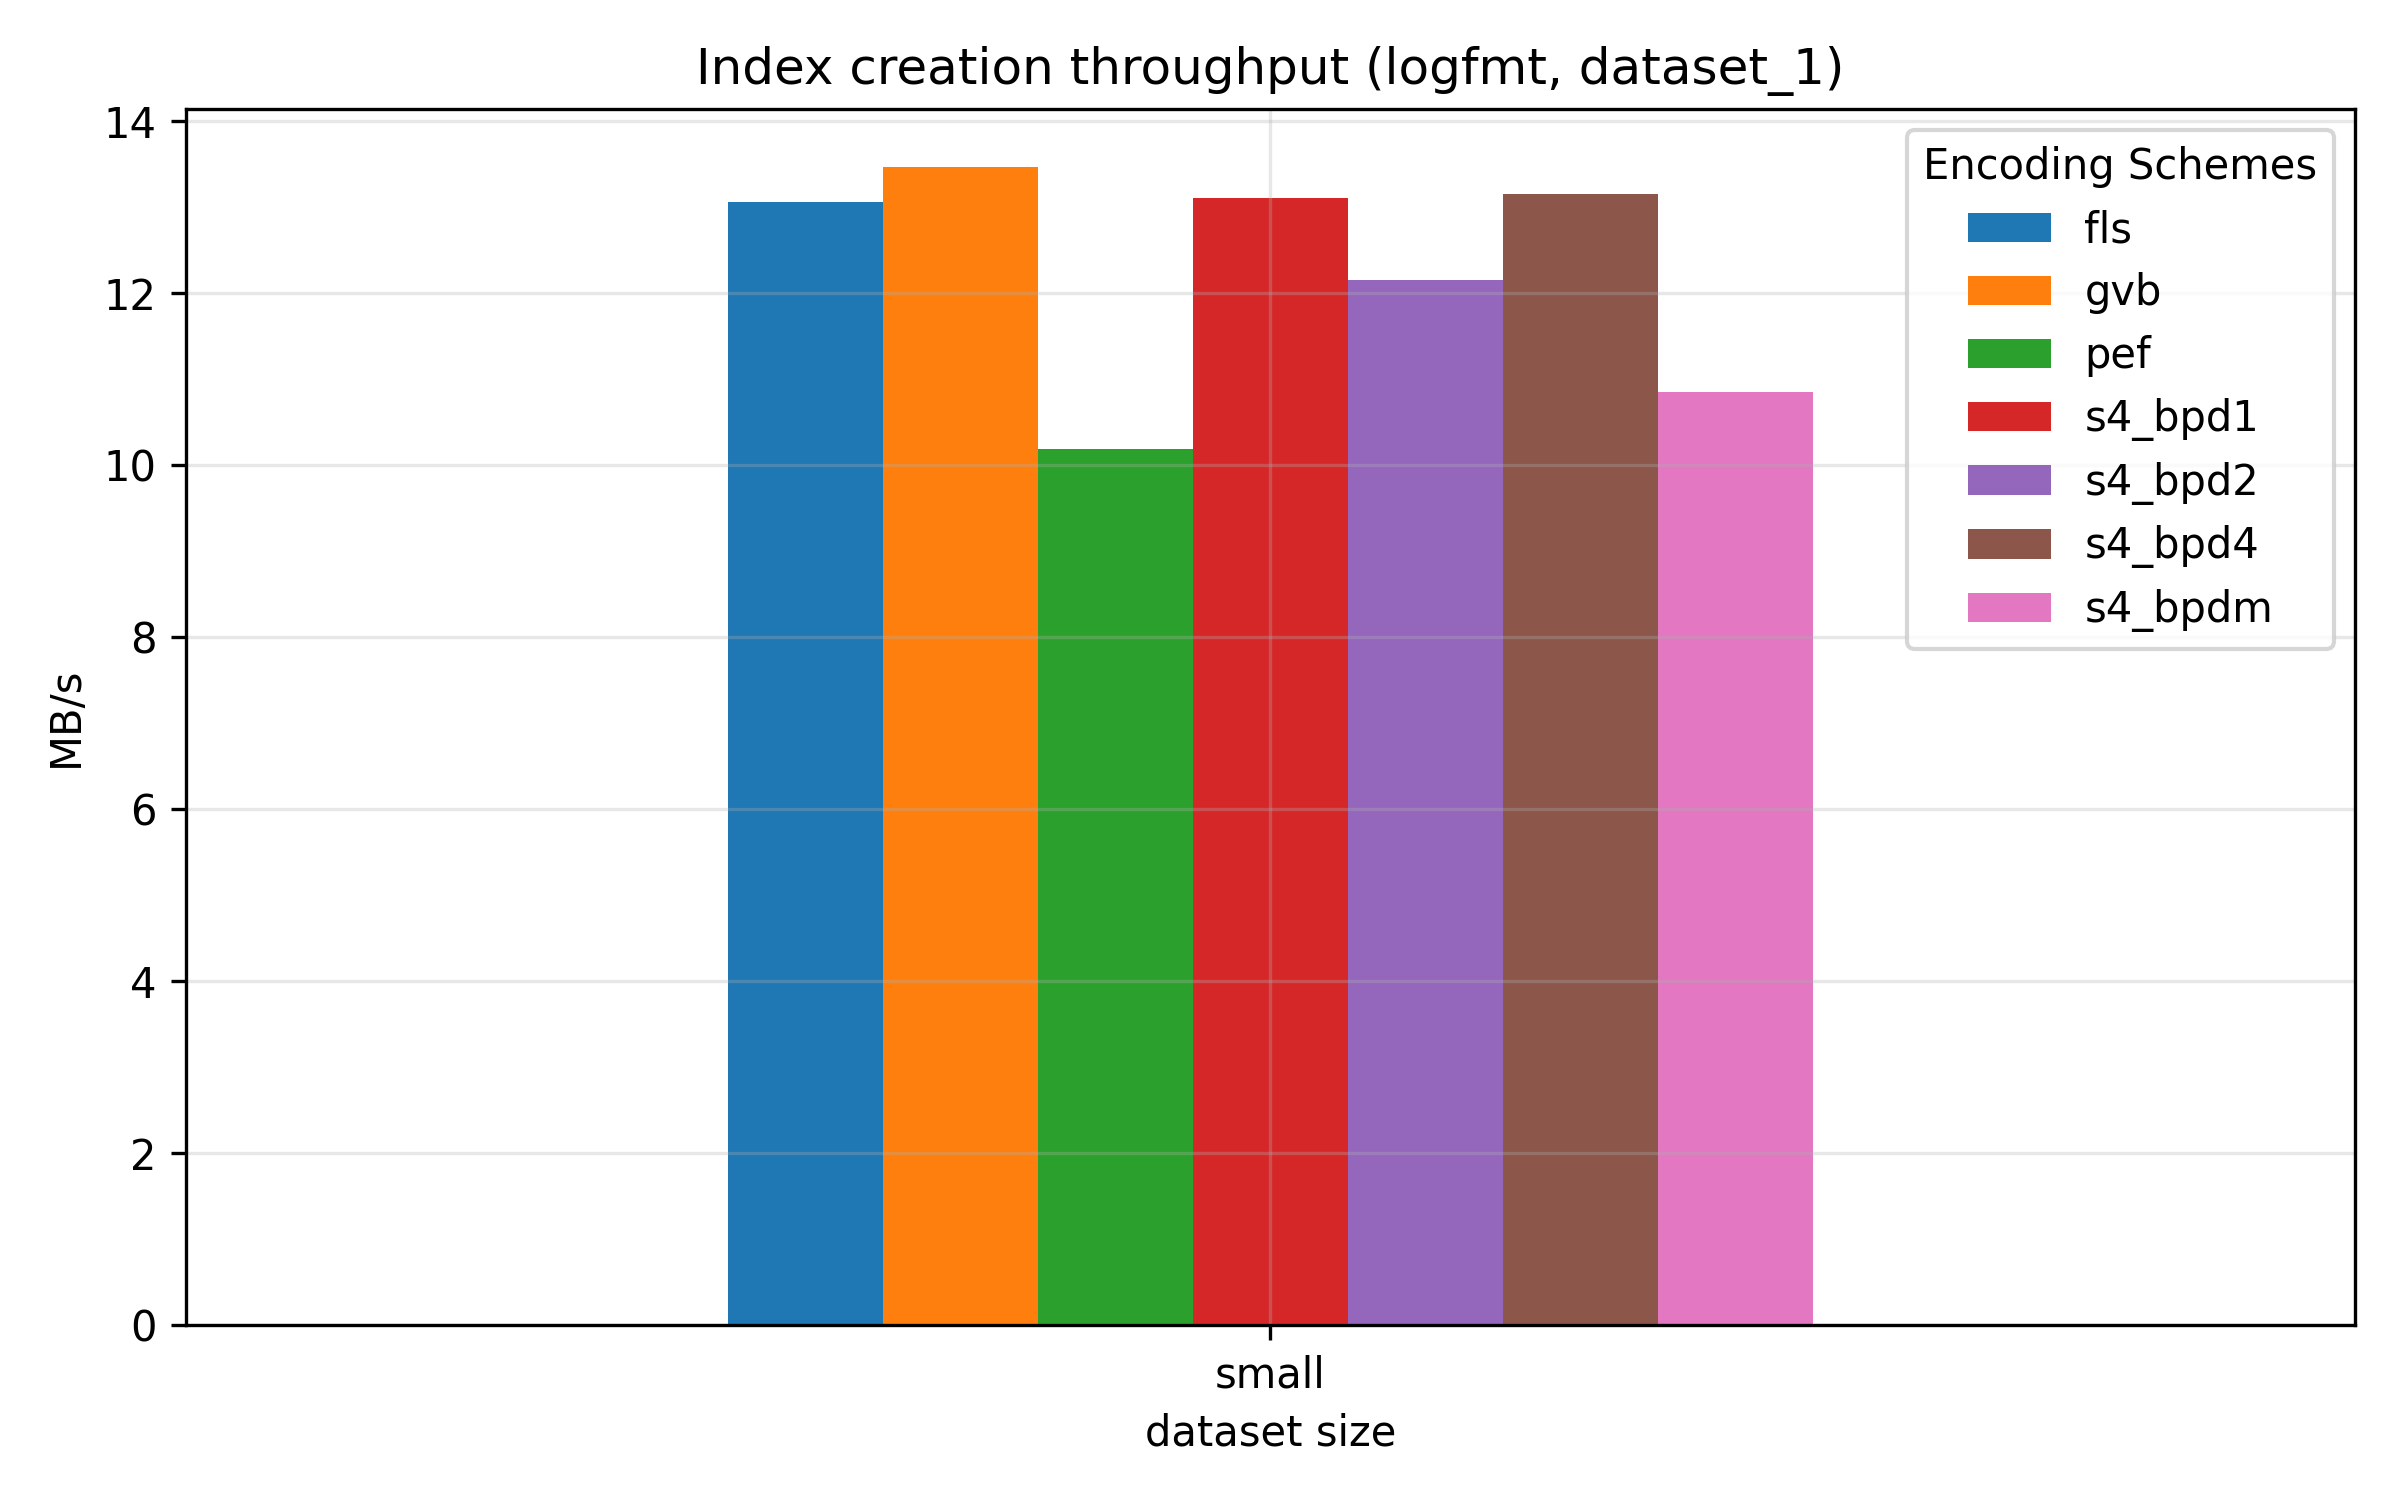 Index creation throughput (logfmt, dataset_1)
14
12
10
8
6
4
2
0
MB/s
small
dataset size
Encoding Schemes
fls
gvb
pef
s4_bpd1
s4_bpd2
s4_bpd4
s4_bpdm